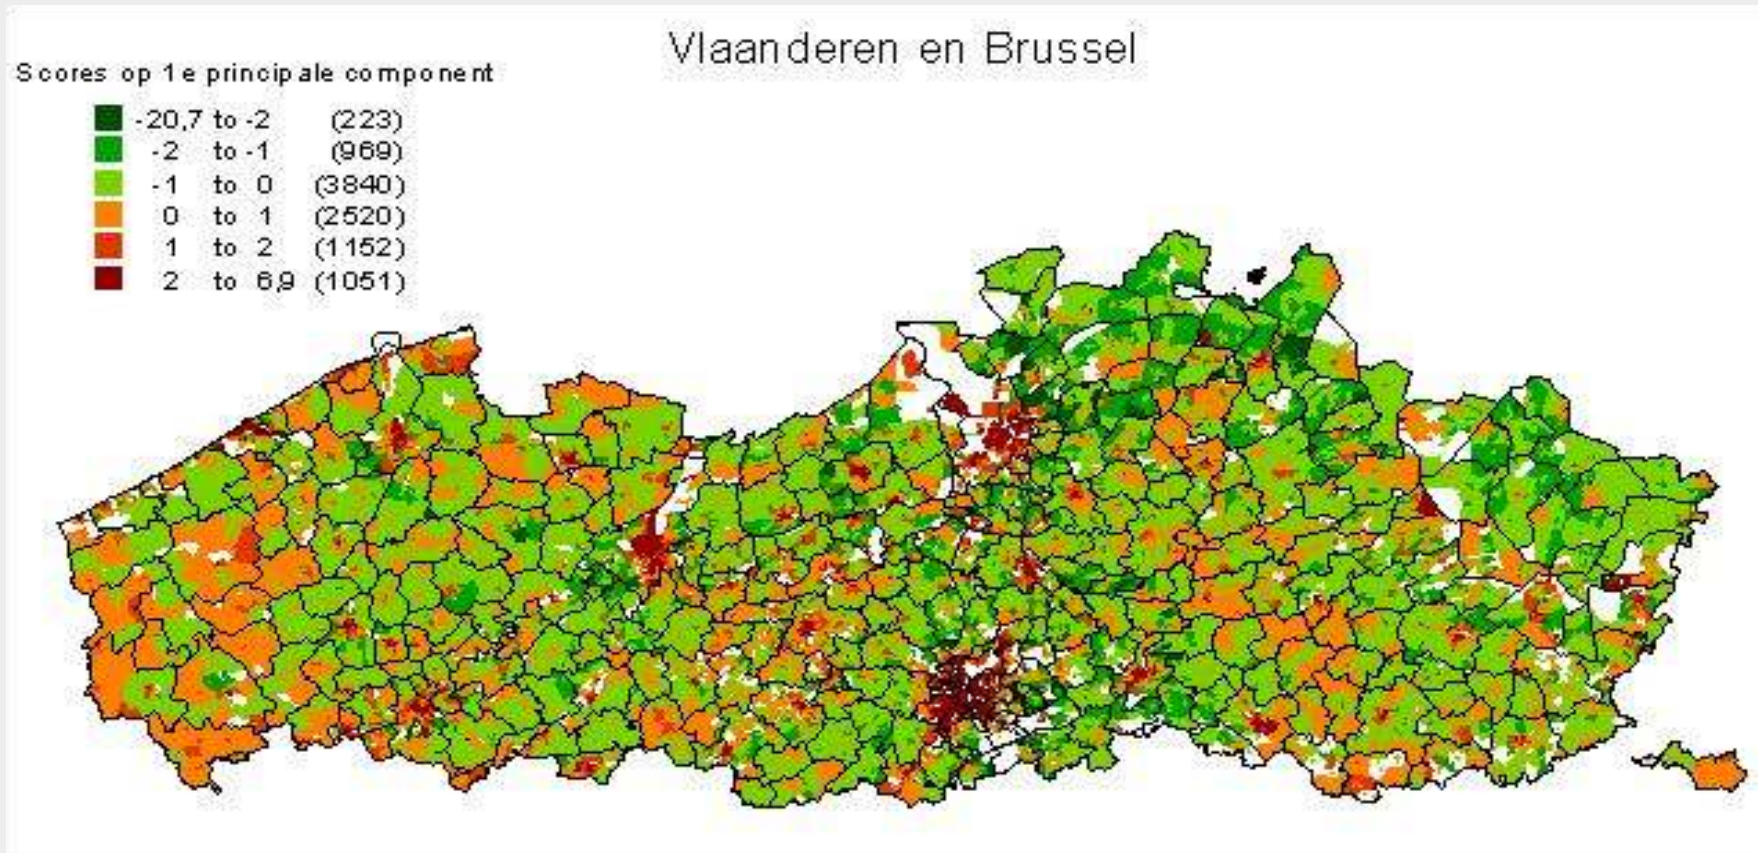 Vlaanderen en Brussel
Scores op 1e principale component
-20,7 to -2 (223)
-2 to -1 (969)
-1 to 0 (3840)
0 to 1 (2520)
1 to 2 (1152)
2 to 6,9 (1051)